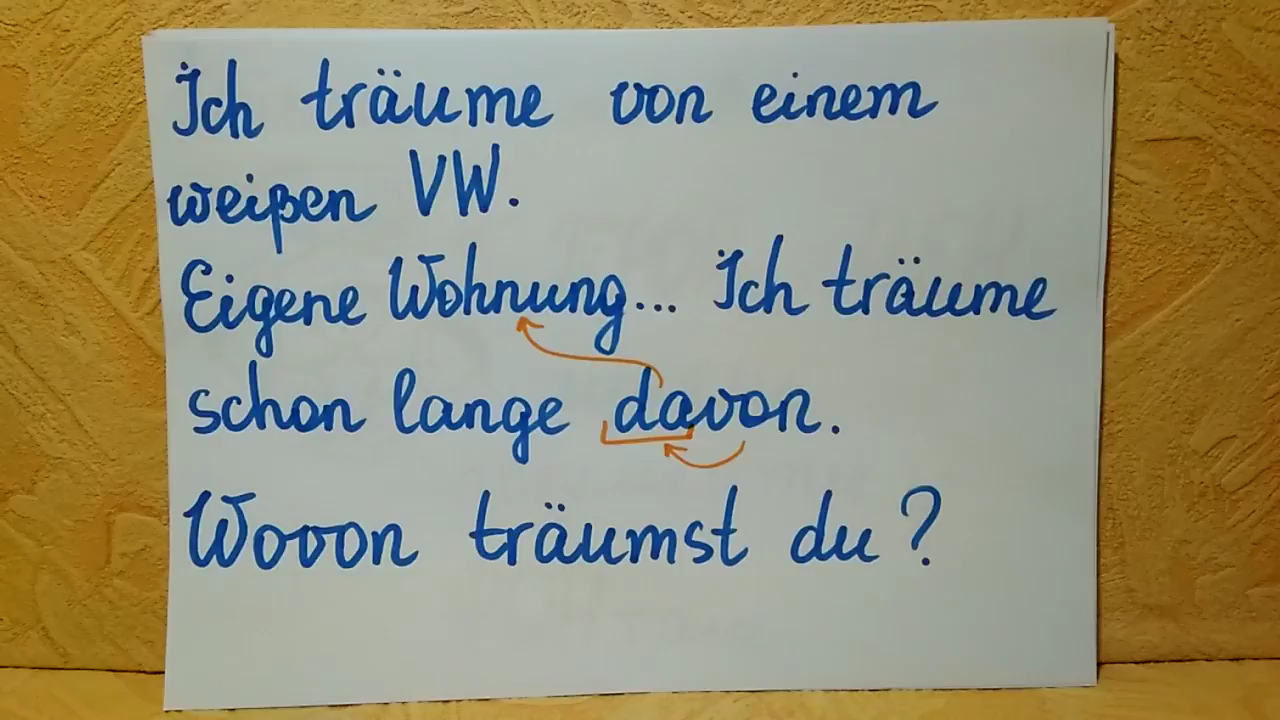 Ich träume von einem
weißen VW.
Eigene Wohnung... Ich träume
schon lange davon.
Wovon träumst du?